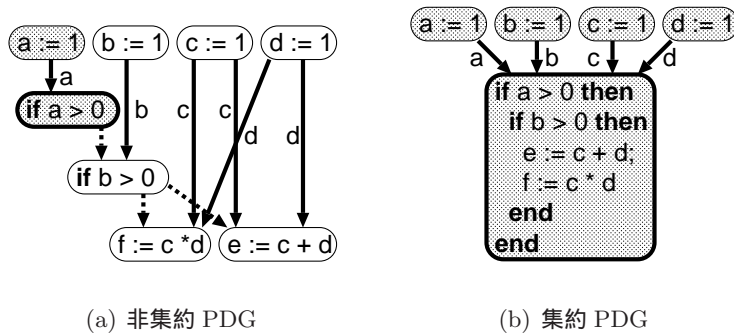 a := 1
b := 1
c := 1
d := 1
a
if a > 0
b
c
c
d
d
if b > 0
f := c *d
e := c + d
(a) 非集約 PDG
a := 1
b := 1
c := 1
d := 1
a
b
c
d
if a > 0 then
if b > 0 then
e := c + d;
f := c * d
end
end
(b) 集約 PDG